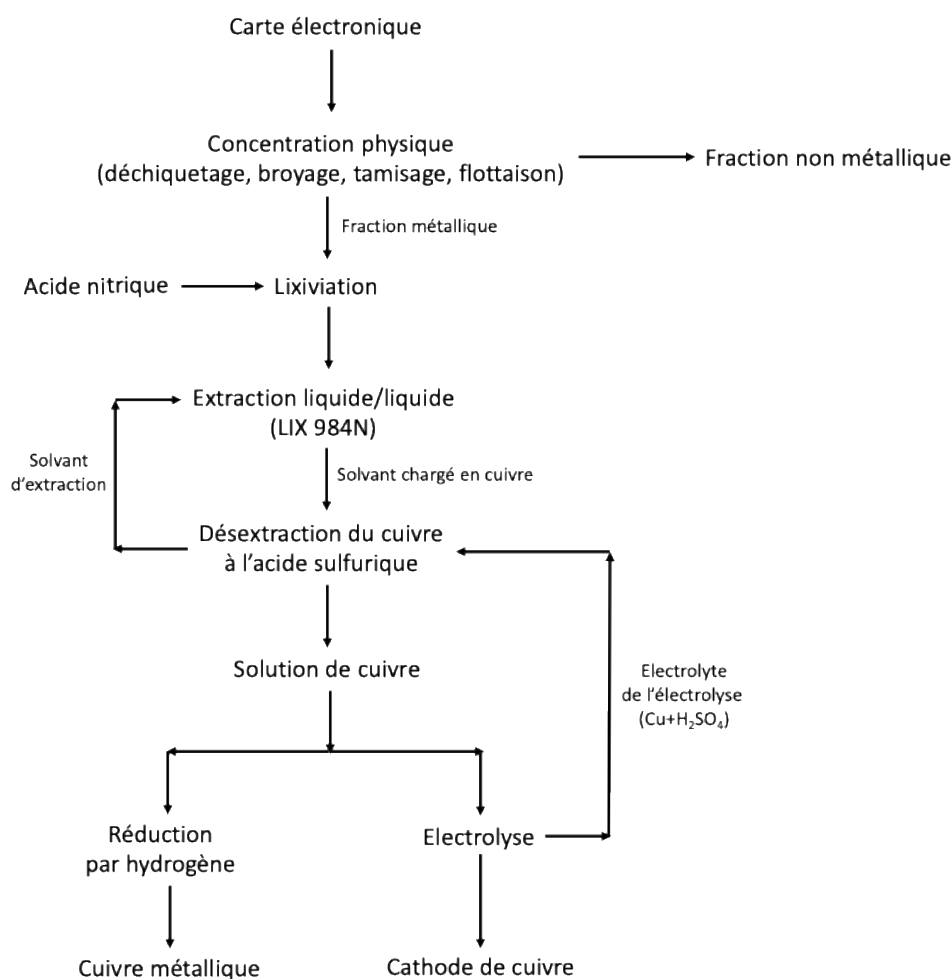 Carte électronique
Concentration physique
(déchiquetage, broyage, tamisage, flottaison)
Fraction non métallique
Fraction métallique
Acide nitrique
Lixiviation
Extraction liquide/liquide
(LIX 984N)
Solvant
d'extraction
Solvant chargé en cuivre
Désextraction du cuivre
à l'acide sulfurique
Solution de cuivre
Electrolyte
de l'électrolyse
(Cu+H₂SO₄)
Réduction
par hydrogène
Electrolyse
Cuivre métallique
Cathode de cuivre